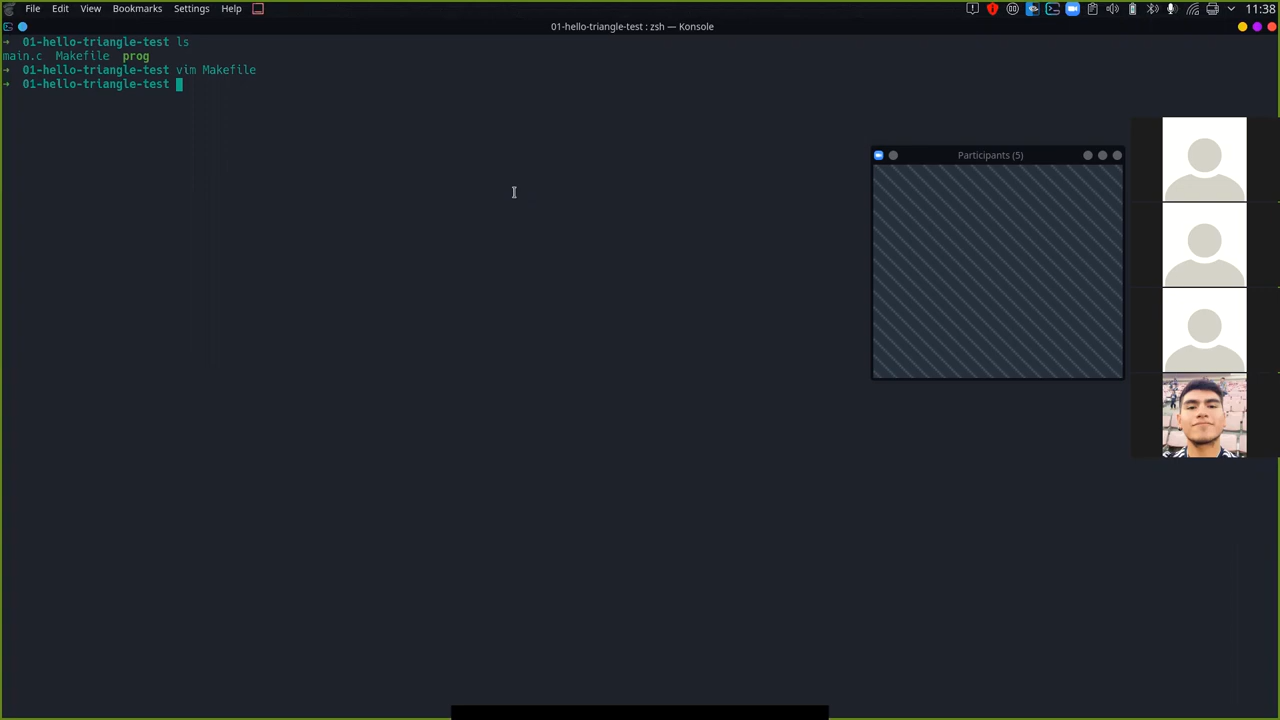 File Edit View Bookmarks Settings Help 11:38
01-hello-triangle-test : zsh — Konsole
➜ 01-hello-triangle-test ls
main.c Makefile prog
➜ 01-hello-triangle-test vim Makefile
➜ 01-hello-triangle-test
Participants (5)